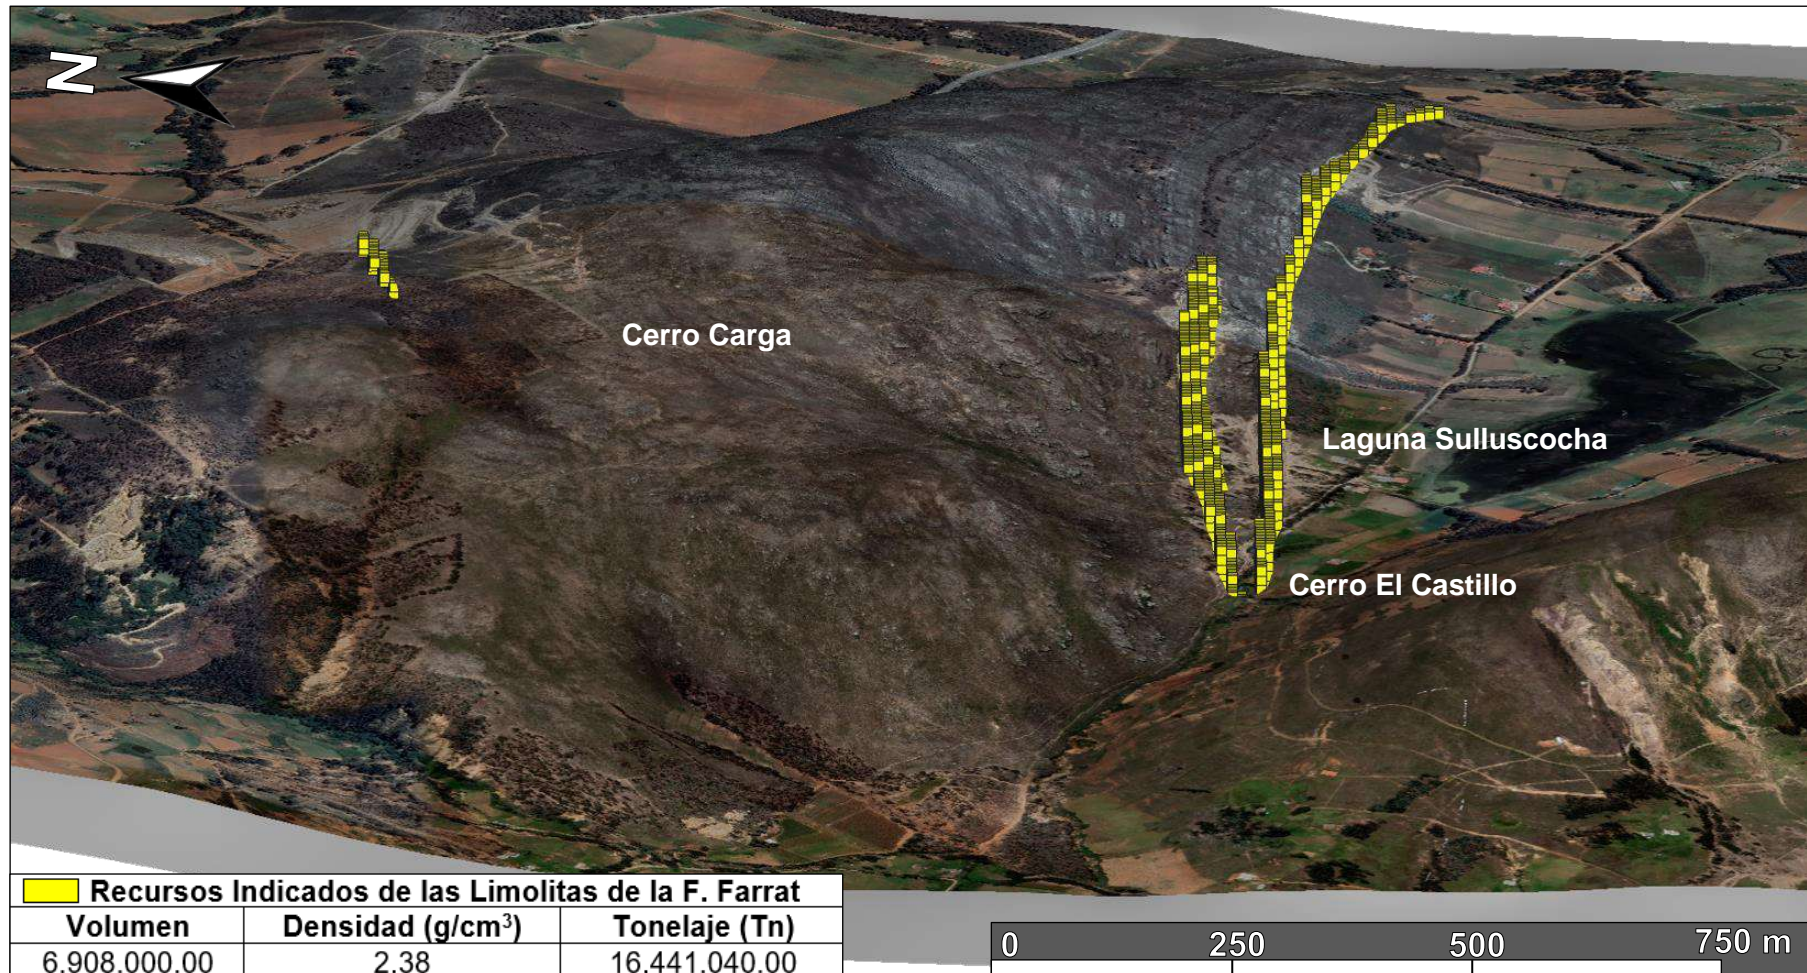 N
Cerro Carga
Laguna Sulluscocha
Cerro El Castillo
Recursos Indicados de las Limolitas de la F. Farrat
Volumen Densidad (g/cm³) Tonelaje (Tn)
6,908,000.00 2.38 16,441,040.00
0 250 500 750 m